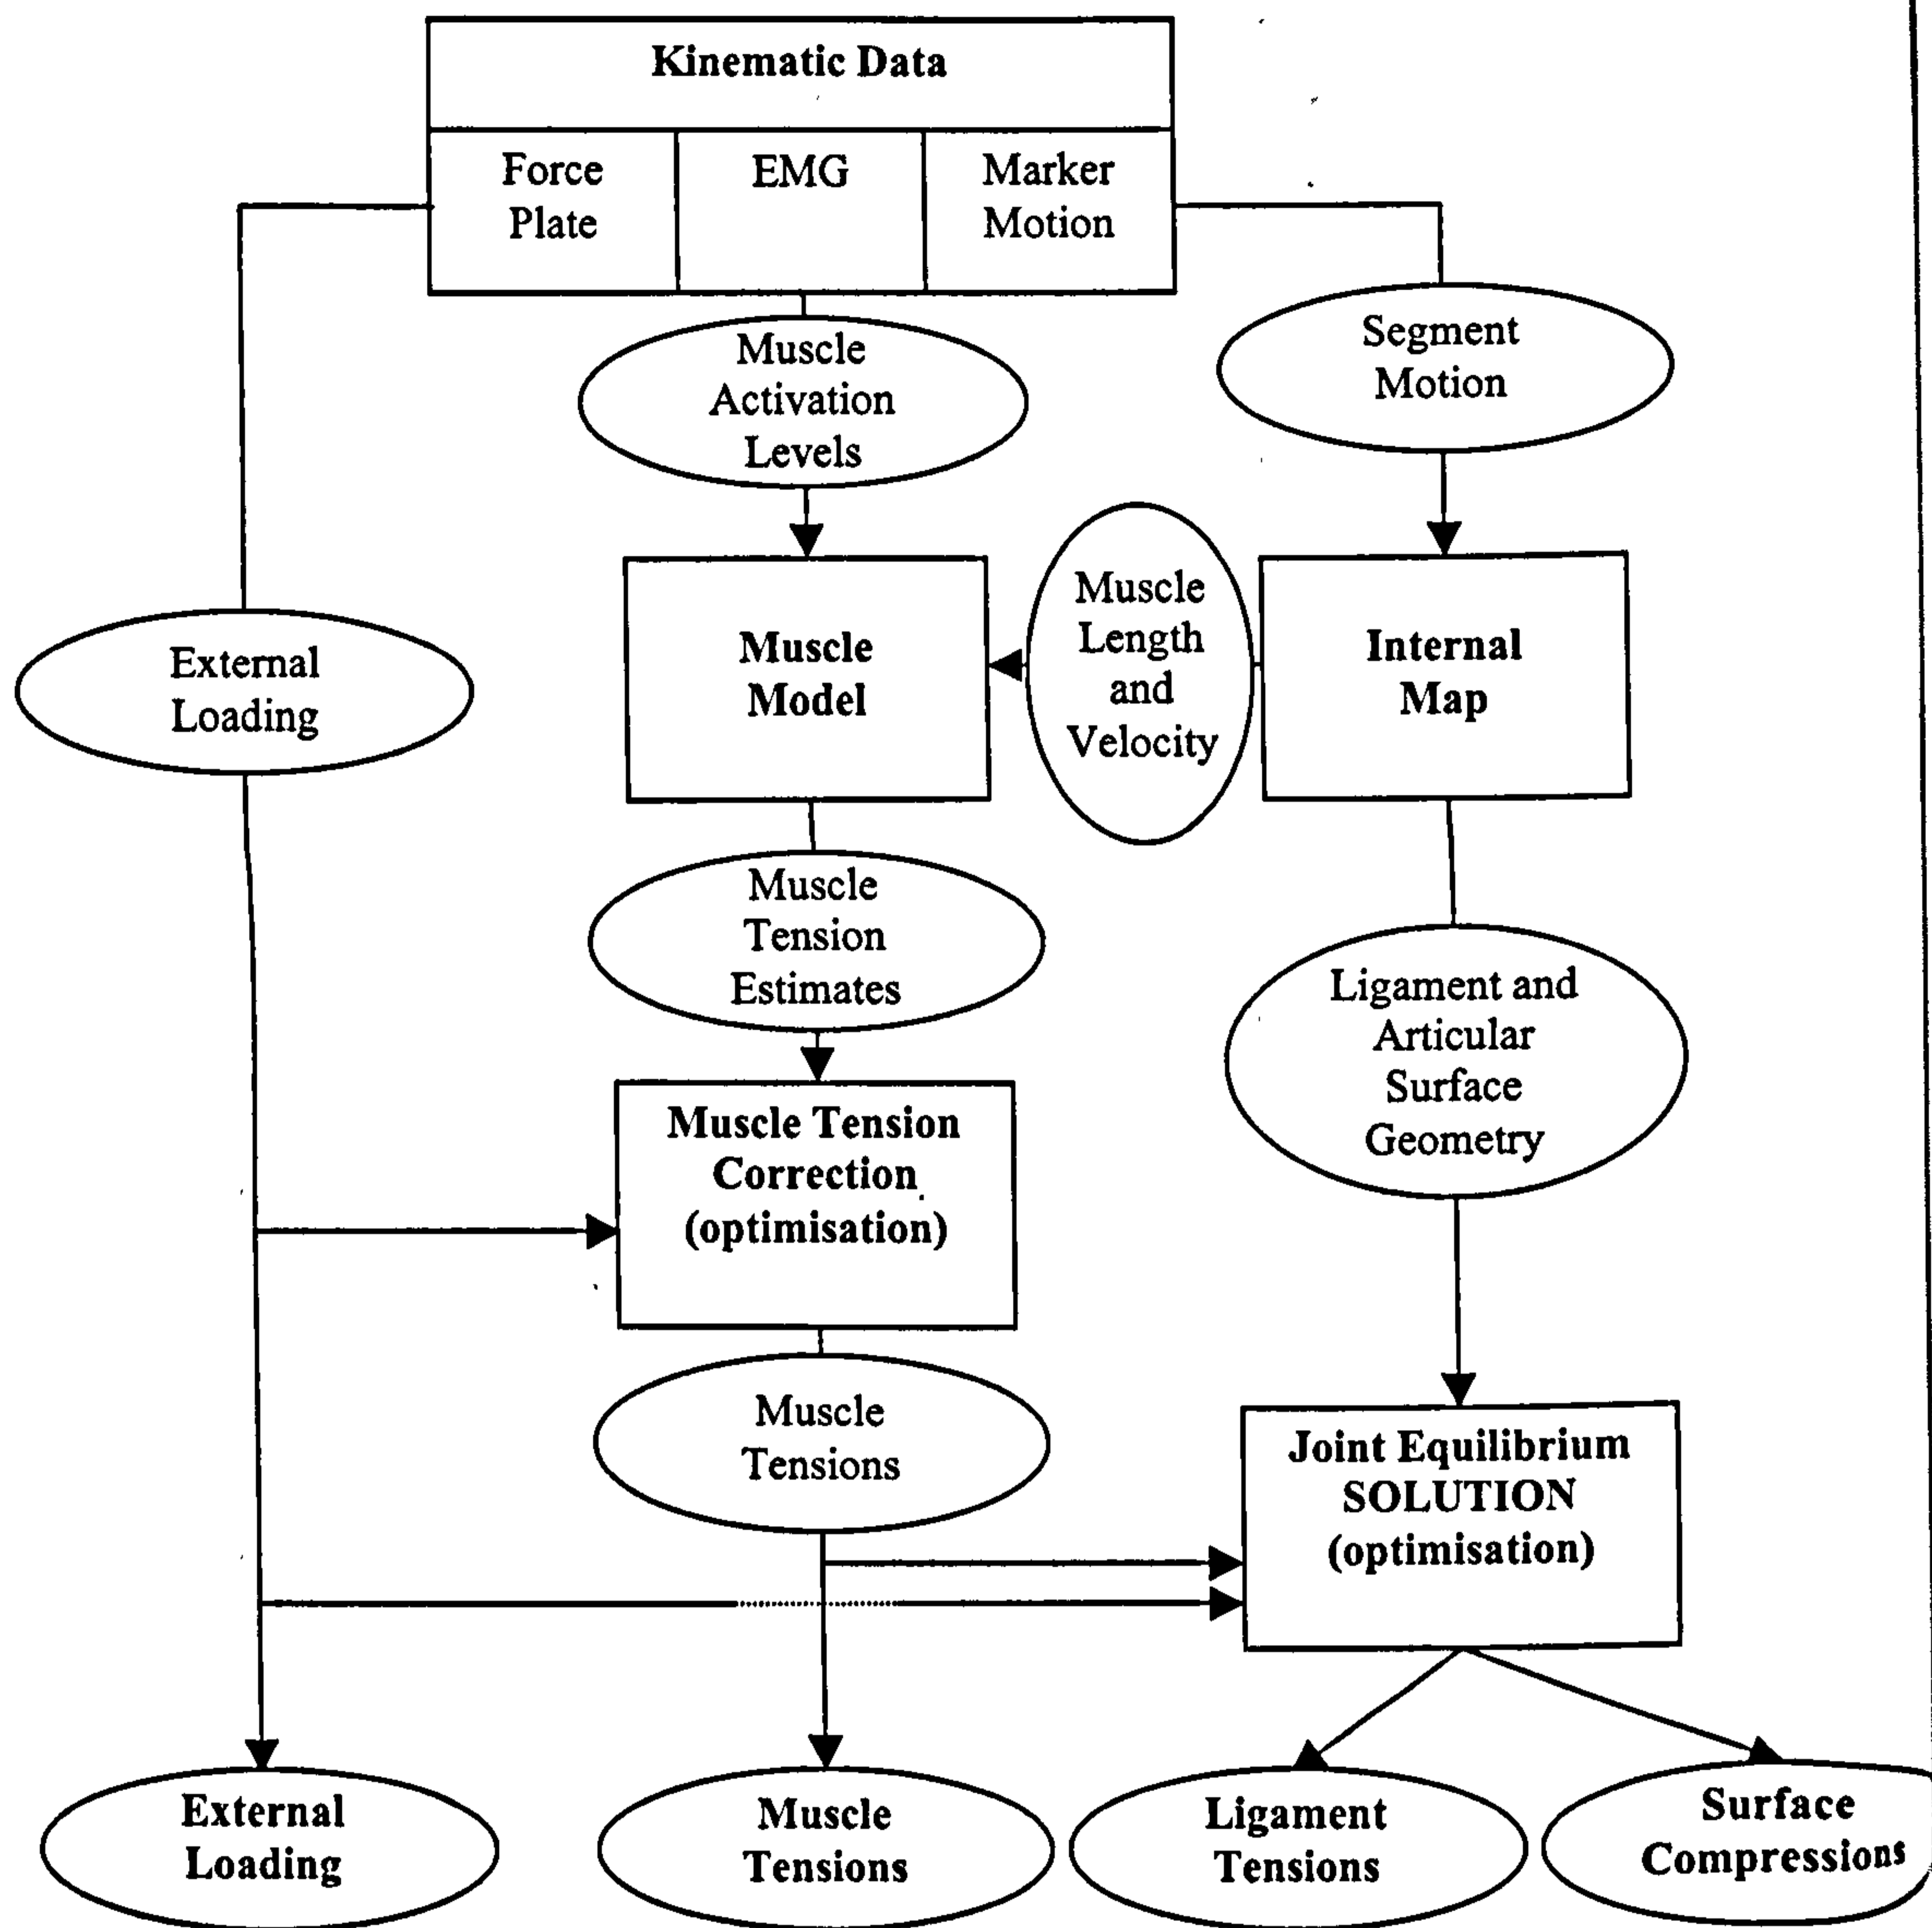 Kinematic Data
Force
Plate
EMG
Marker
Motion
Muscle
Activation
Levels
Segment
Motion
External
Loading
Muscle
Model
Muscle
Length
and
Velocity
Internal
Map
Muscle
Tension
Estimates
Ligament and
Articular
Surface
Geometry
Muscle Tension
Correction
(optimisation)
Muscle
Tensions
Joint Equilibrium
SOLUTION
(optimisation)
External
Loading
Muscle
Tensions
Ligament
Tensions
Surface
Compressions